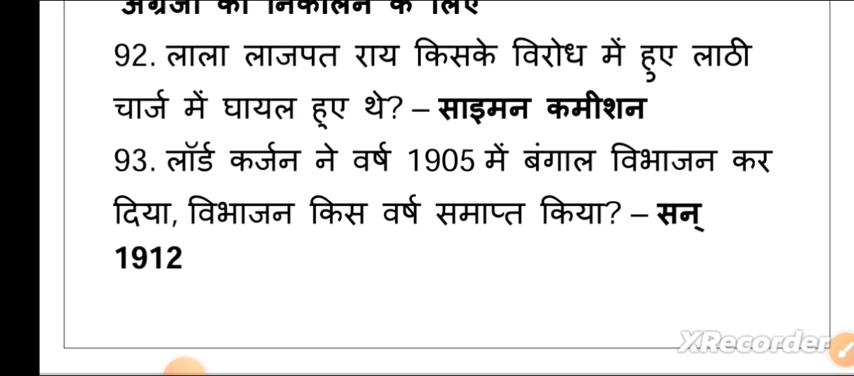 अंग्रेजों को निकालने के लिए
92. लाला लाजपत राय किसके विरोध में हुए लाठी
चार्ज में घायल हुए थे? – साइमन कमीशन
93. लॉर्ड कर्जन ने वर्ष 1905 में बंगाल विभाजन कर
दिया, विभाजन किस वर्ष समाप्त किया? – सन्
1912
XRecorder